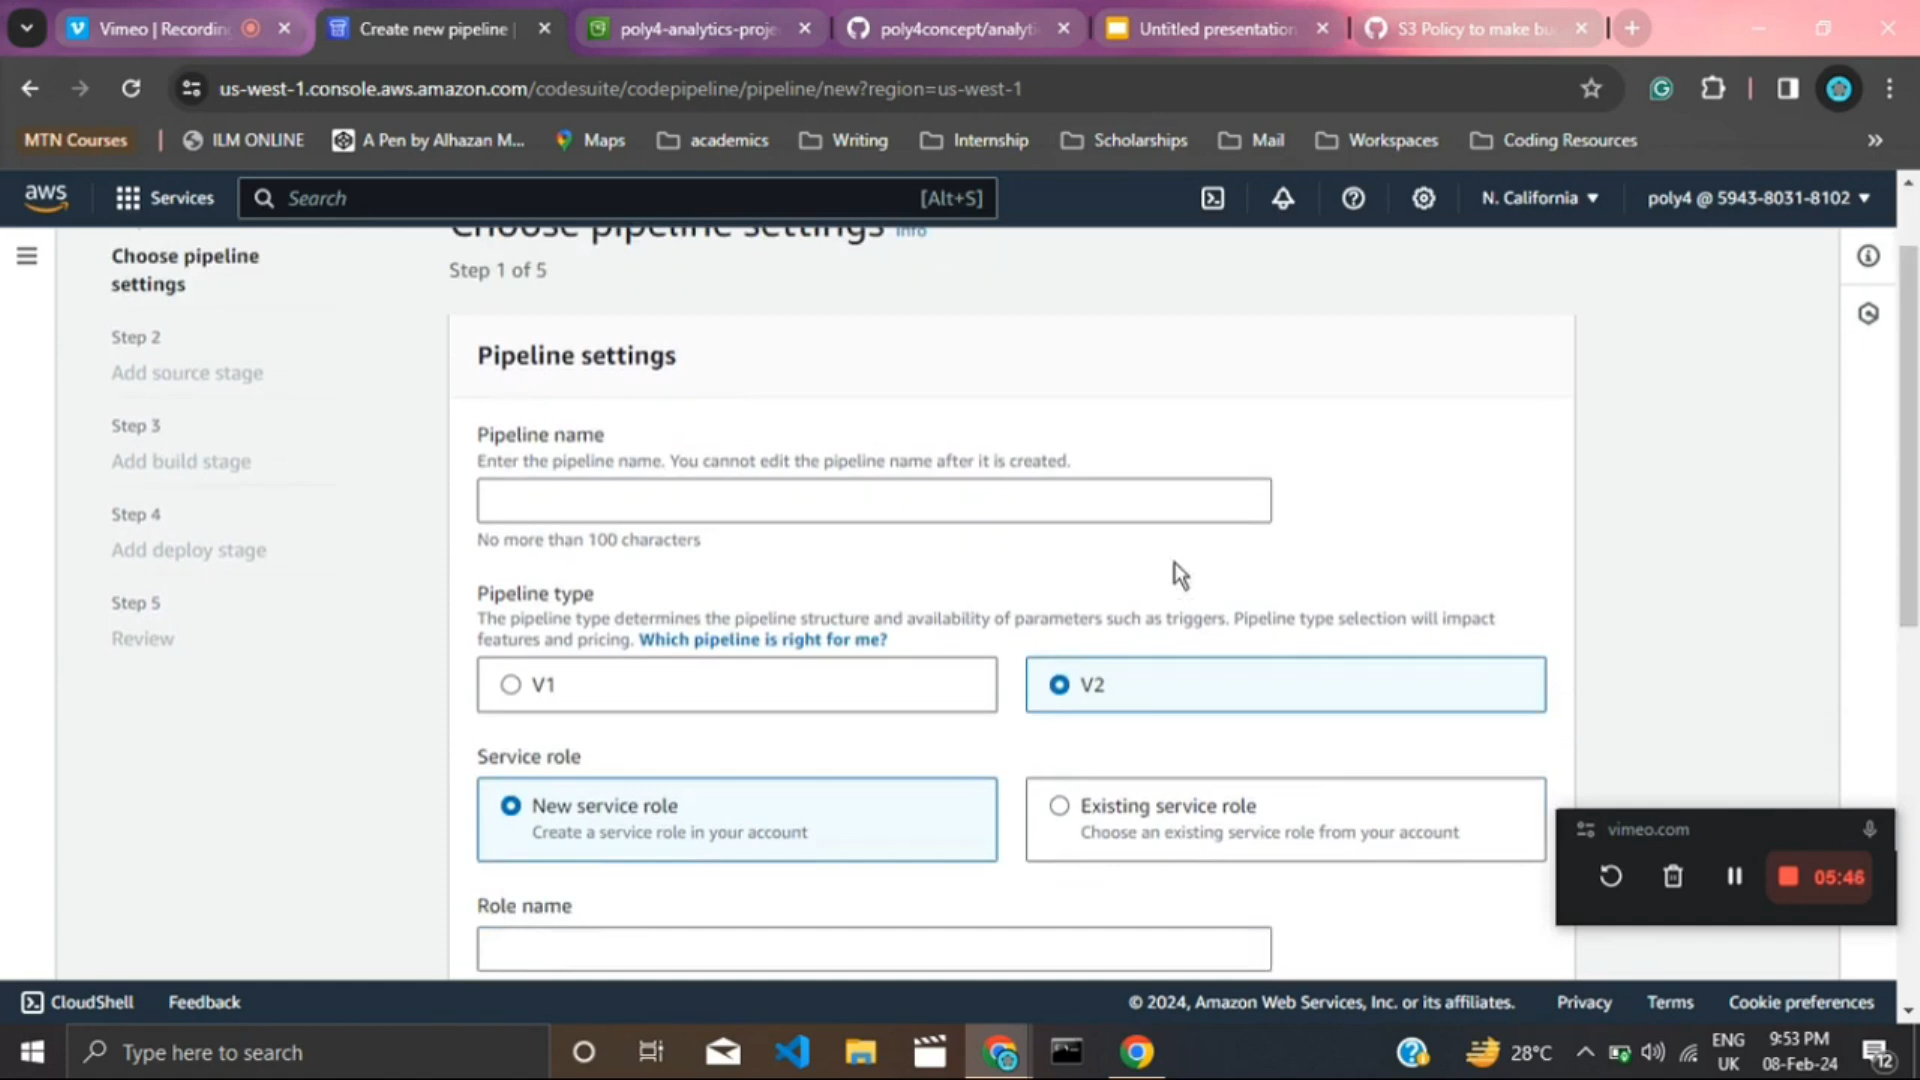 Vimeo | Recordin
Create new pipeline |
poly4-analytics-proje
poly4concept/analyti
Untitled presentation
S3 Policy to make bu
us-west-1.console.aws.amazon.com/codesuite/codepipeline/pipeline/new?region=us-west-1
MTN Courses
ILM ONLINE
A Pen by Alhazan M...
Maps
academics
Writing
Internship
Scholarships
Mail
Workspaces
Coding Resources
aws
Services
Search
[Alt+S]
N. California
poly4 @ 5943-8031-8102
Choose pipeline
settings
Step 2
Add source stage
Step 3
Add build stage
Step 4
Add deploy stage
Step 5
Review
Choose pipeline settings Info
Step 1 of 5
Pipeline settings
Pipeline name
Enter the pipeline name. You cannot edit the pipeline name after it is created.
No more than 100 characters
Pipeline type
The pipeline type determines the pipeline structure and availability of parameters such as triggers. Pipeline type selection will impact
features and pricing. Which pipeline is right for me?
V1
V2
Service role
New service role
Create a service role in your account
Existing service role
Choose an existing service role from your account
Role name
vimeo.com
05:46
CloudShell
Feedback
© 2024, Amazon Web Services, Inc. or its affiliates.
Privacy
Terms
Cookie preferences
Type here to search
28°C
ENG
UK
9:53 PM
08-Feb-24
12